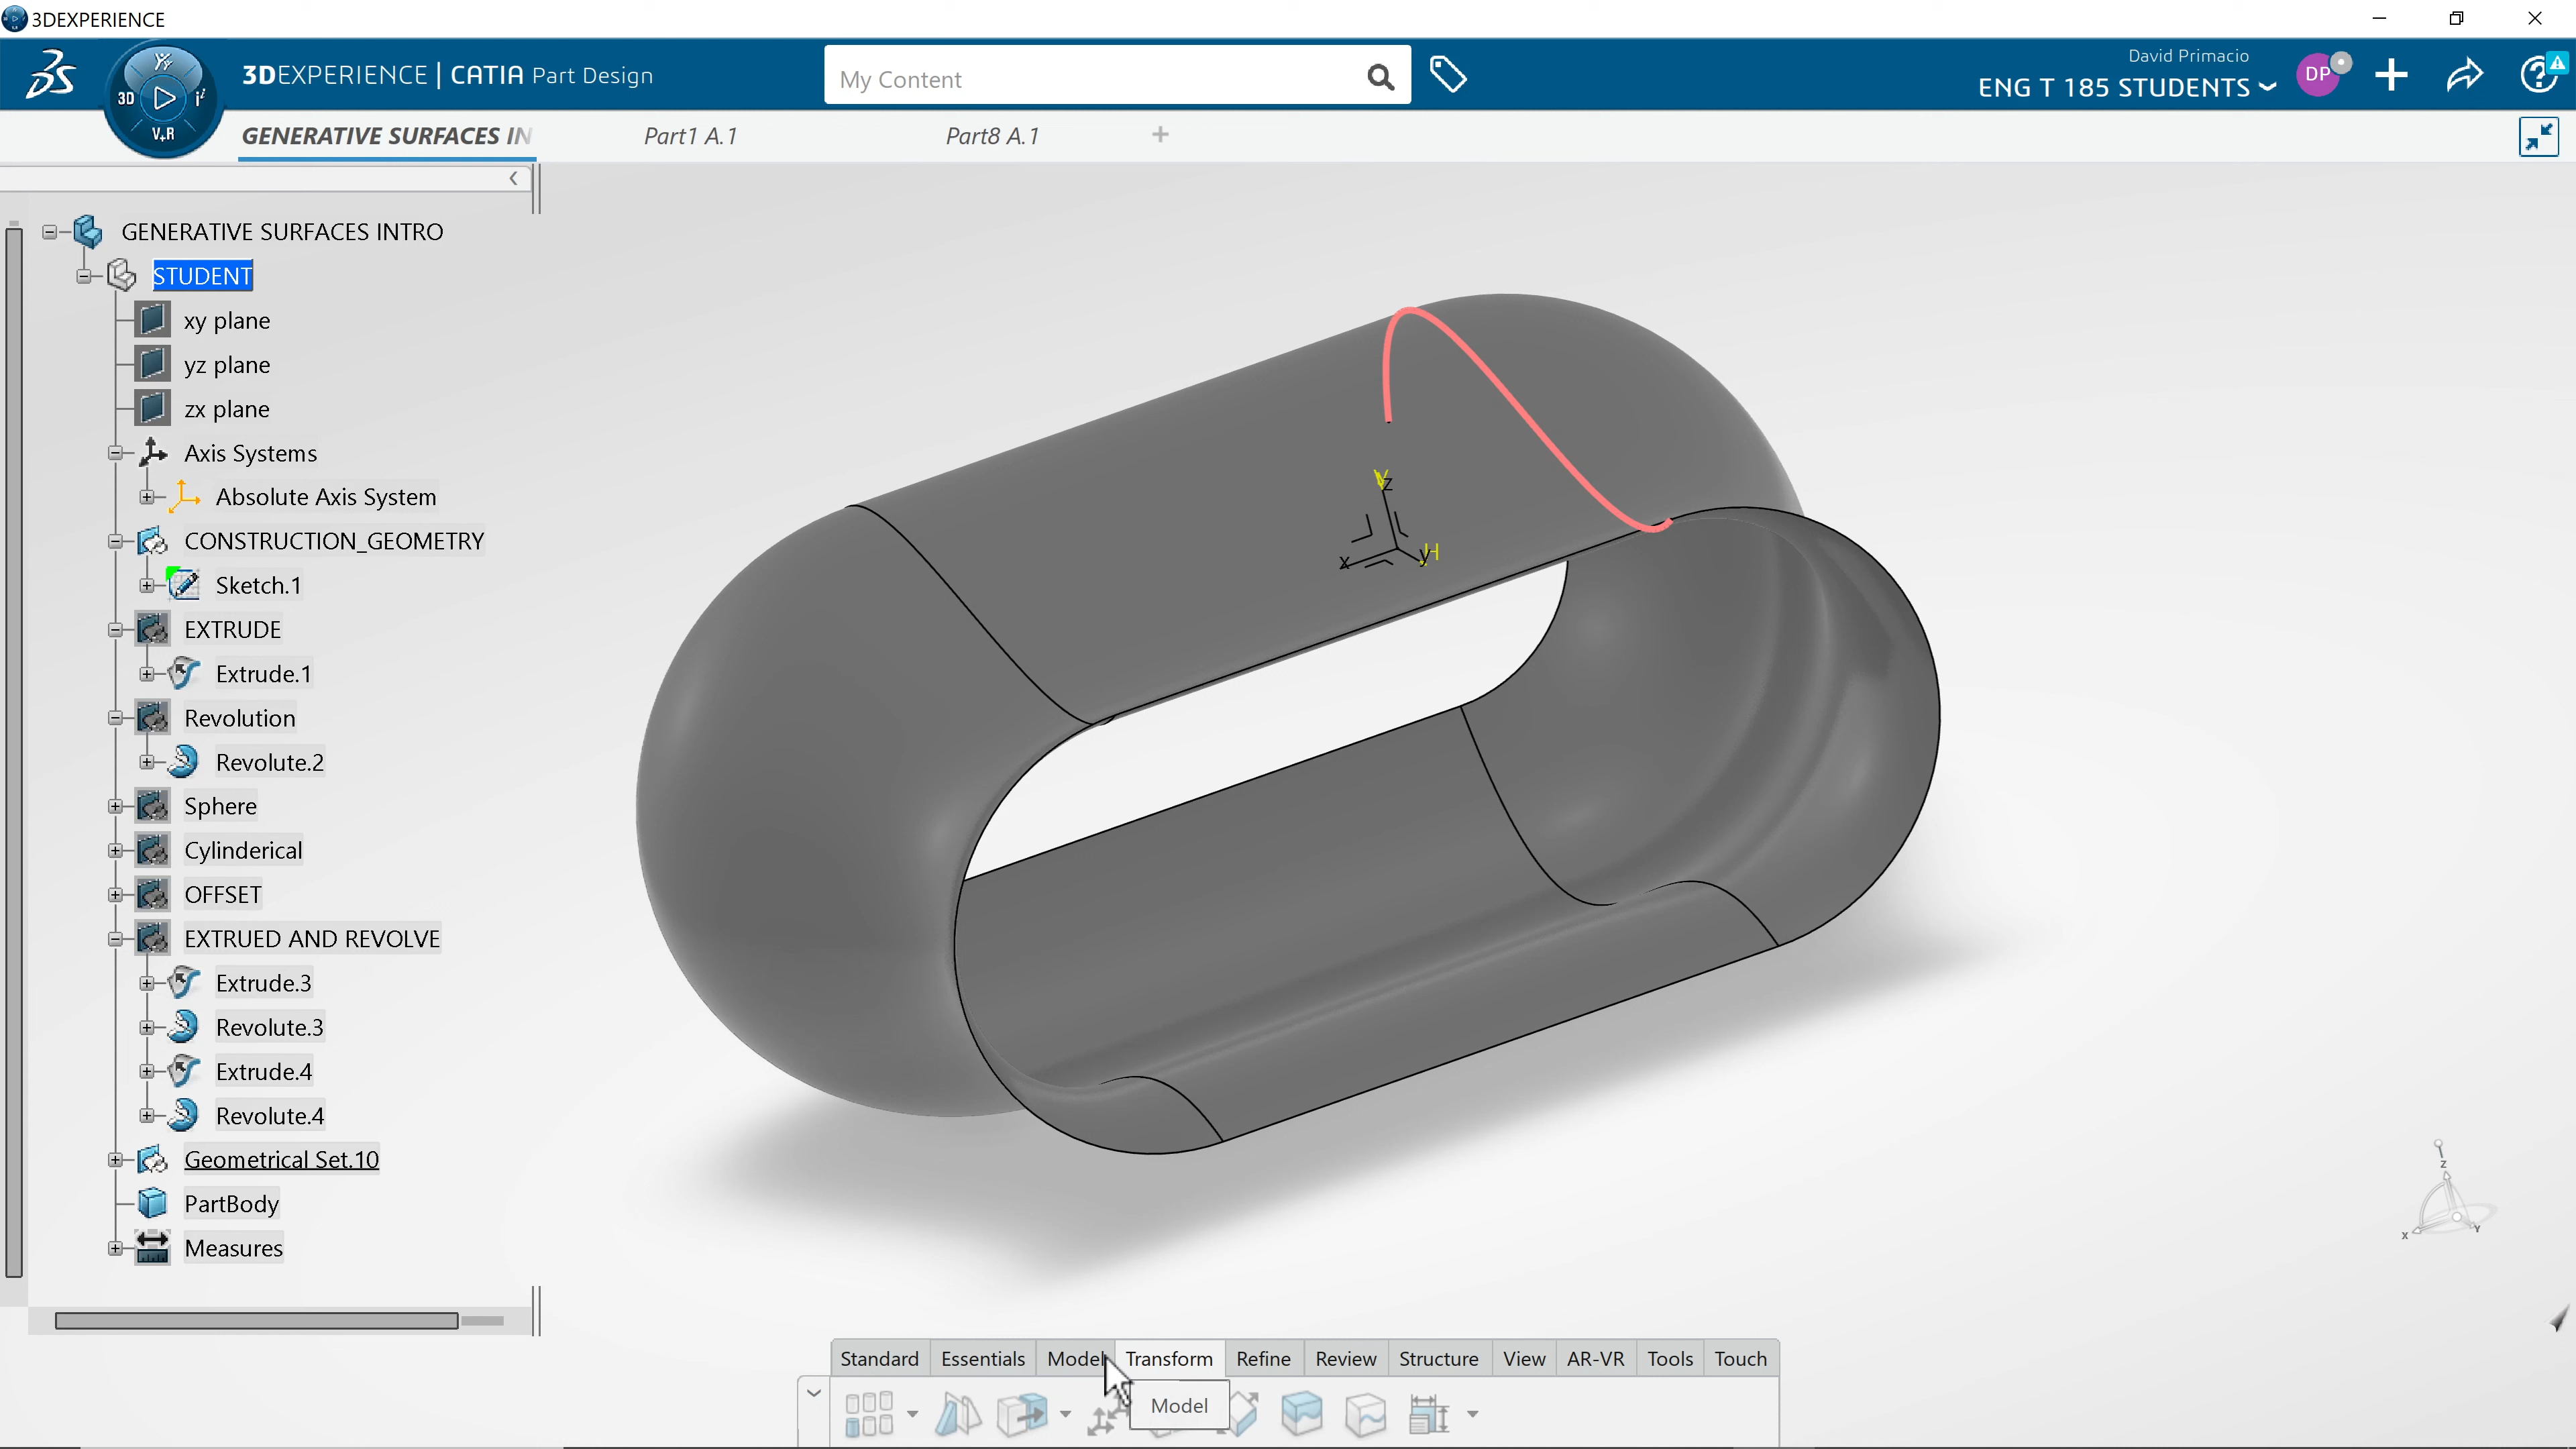 3DEXPERIENCE
3DEXPERIENCE | CATIA Part Design
My Content
David Primacio
ENG T 185 STUDENTS
DP
3D
V+R
GENERATIVE SURFACES IN
Part1 A.1
Part8 A.1
+
GENERATIVE SURFACES INTRO
STUDENT
xy plane
yz plane
zx plane
Axis Systems
Absolute Axis System
CONSTRUCTION_GEOMETRY
Sketch.1
EXTRUDE
Extrude.1
Revolution
Revolute.2
Sphere
Cylinderical
OFFSET
EXTRUED AND REVOLVE
Extrude.3
Revolute.3
Extrude.4
Revolute.4
Geometrical Set.10
PartBody
Measures
V
z
x
y
H
z
x
Y
Standard Essentials Model Transform Refine Review Structure View AR-VR Tools Touch
Model